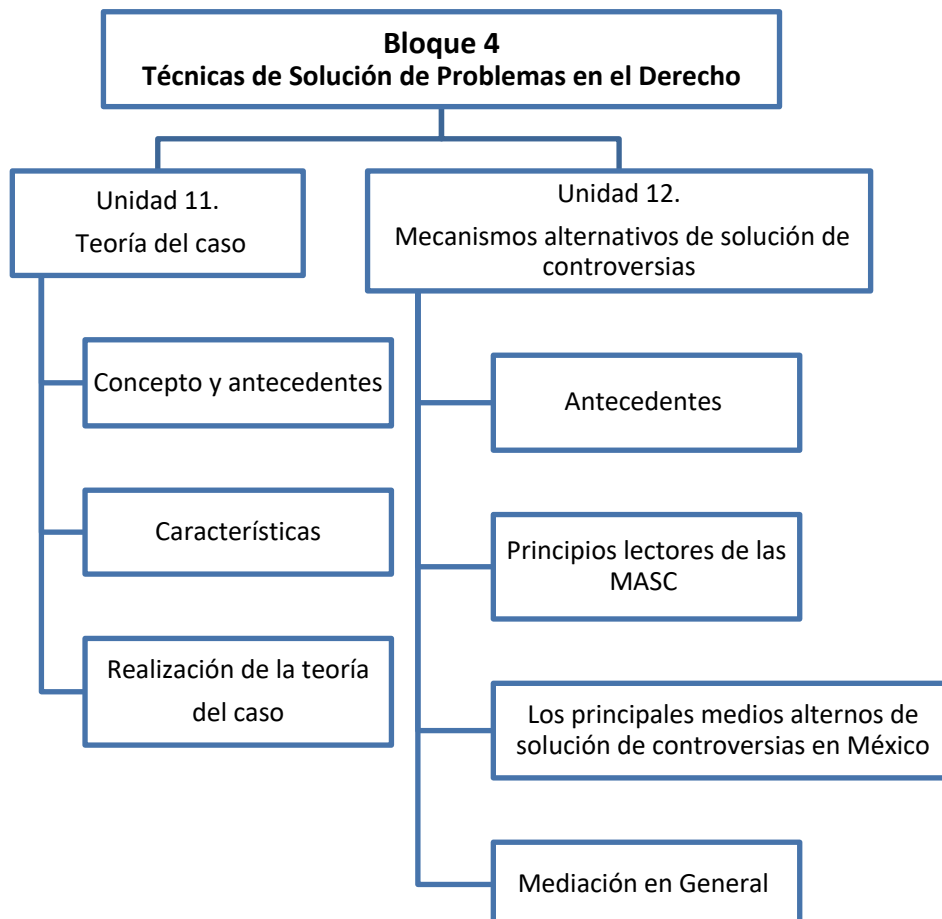 Bloque 4
Técnicas de Solución de Problemas en el Derecho
Unidad 11.
Teoría del caso
Concepto y antecedentes
Características
Realización de la teoría
del caso
Unidad 12.
Mecanismos alternativos de solución de
controversias
Antecedentes
Principios lectores de las
MASC
Los principales medios alternos de
solución de controversias en México
Mediación en General